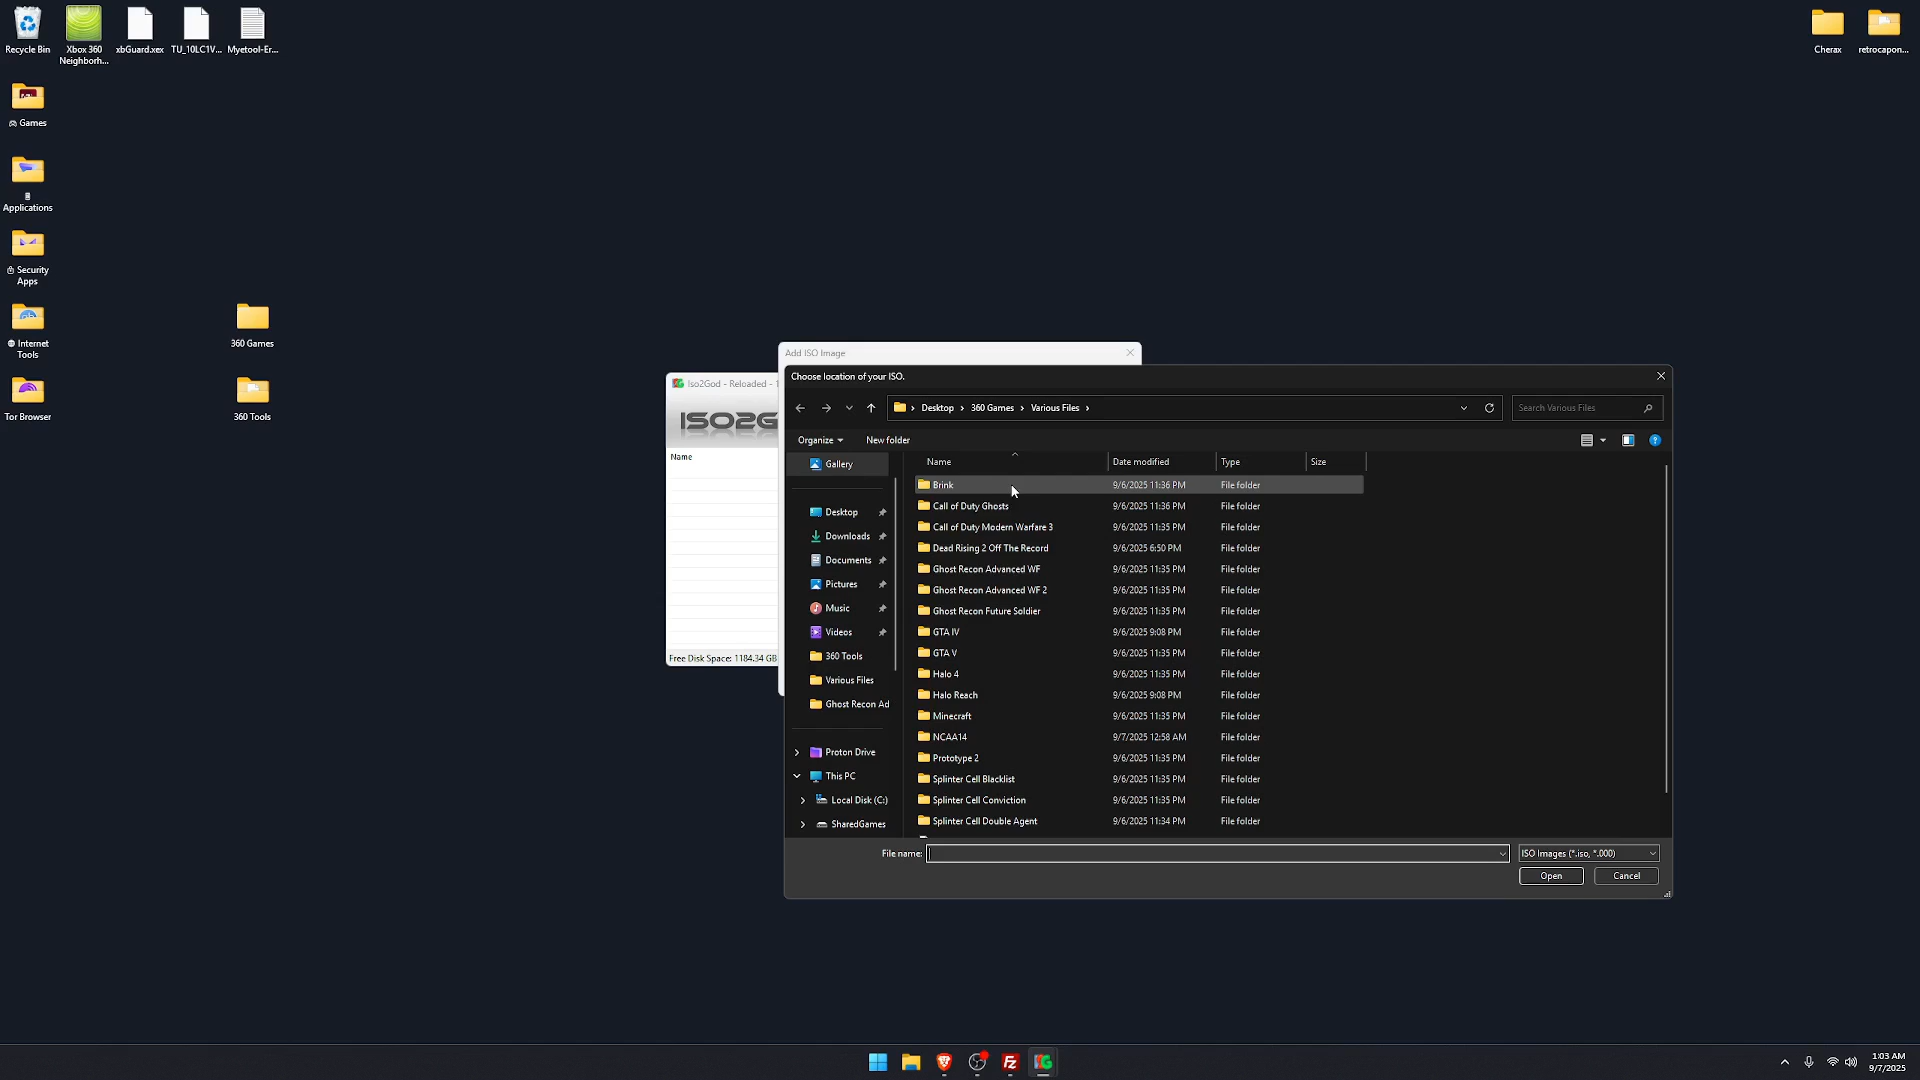 Recycle Bin
Xbox 360
Neighborh...
xbGuard.xex
TU_10LC1V...
Myetool-Er...
Cherax
retrocapon...
Games
Applications
Security
Apps
Internet
Tools
Tor Browser
360 Games
360 Tools
Iso2God - Reloaded - 1
ISO2G
Name
Free Disk Space: 1184.34 GB
Add ISO Image
Choose location of your ISO.
Desktop
360 Games
Various Files
Search Various Files
Organize
New folder
Gallery
Desktop
Downloads
Documents
Pictures
Music
Videos
360 Tools
Various Files
Ghost Recon Ad
Proton Drive
This PC
Local Disk (C:)
SharedGames
Name Date modified Type Size
Brink 9/6/2025 11:36 PM File folder
Call of Duty Ghosts 9/6/2025 11:36 PM File folder
Call of Duty Modern Warfare 3 9/6/2025 11:35 PM File folder
Dead Rising 2 Off The Record 9/6/2025 6:50 PM File folder
Ghost Recon Advanced WF 9/6/2025 11:35 PM File folder
Ghost Recon Advanced WF 2 9/6/2025 11:35 PM File folder
Ghost Recon Future Soldier 9/6/2025 11:35 PM File folder
GTA IV 9/6/2025 9:08 PM File folder
GTA V 9/6/2025 11:35 PM File folder
Halo 4 9/6/2025 11:35 PM File folder
Halo Reach 9/6/2025 9:08 PM File folder
Minecraft 9/6/2025 11:35 PM File folder
NCAA14 9/7/2025 12:58 AM File folder
Prototype 2 9/6/2025 11:35 PM File folder
Splinter Cell Blacklist 9/6/2025 11:35 PM File folder
Splinter Cell Conviction 9/6/2025 11:35 PM File folder
Splinter Cell Double Agent 9/6/2025 11:34 PM File folder
File name:
ISO Images (*.iso, *.000)
Open
Cancel
1:03 AM
9/7/2025